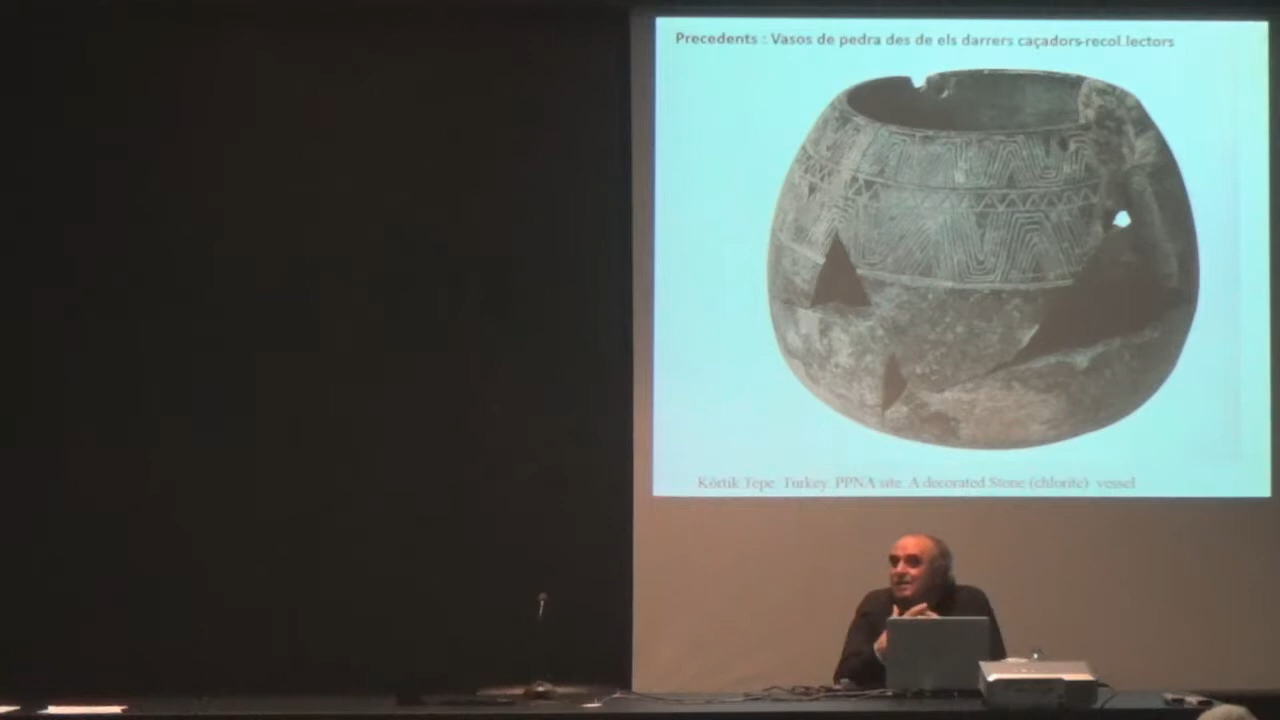 Precedents : Vasos de pedra des de els darrers caçadors-recol.lectors
Körtik Tepe. Turkey. PPNA site. A decorated Stone (chlorite) vessel